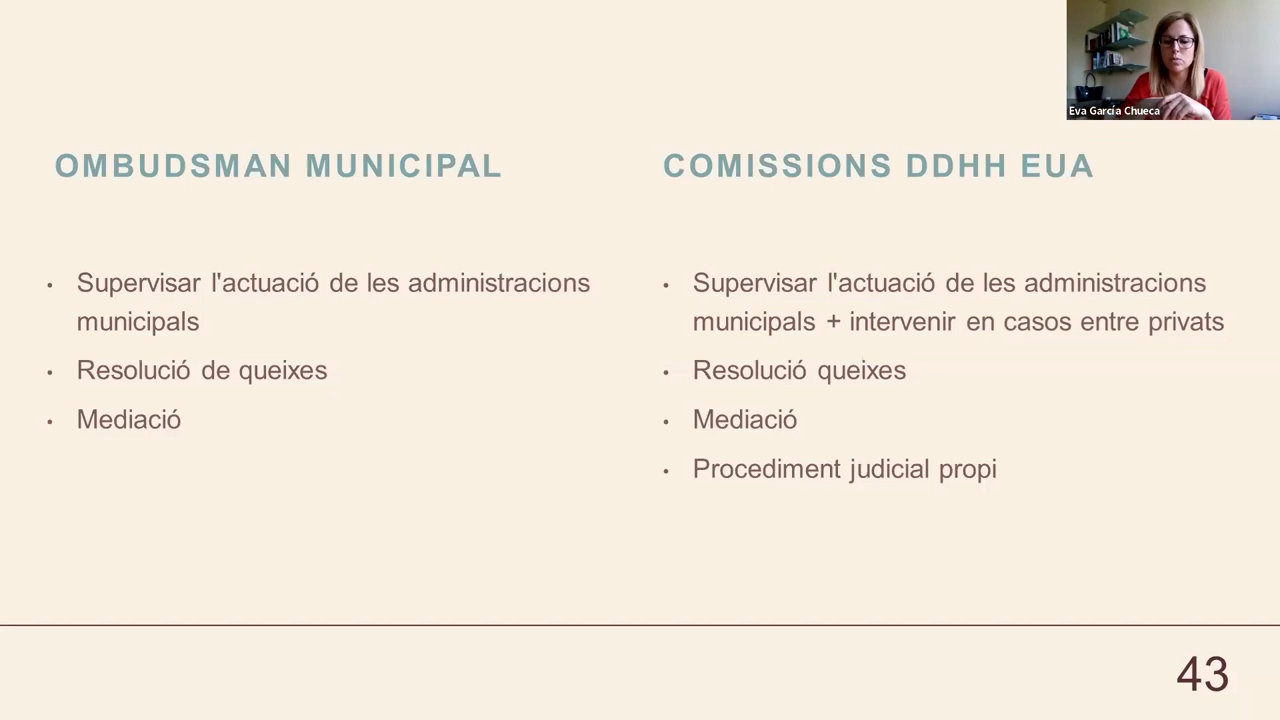 Eva García Chueca
OMBUDSMAN MUNICIPAL
• Supervisar l'actuació de les administracions
municipals
• Resolució de queixes
• Mediació
COMISSIONS DDHH EUA
• Supervisar l'actuació de les administracions
municipals + intervenir en casos entre privats
• Resolució queixes
• Mediació
• Procediment judicial propi
43